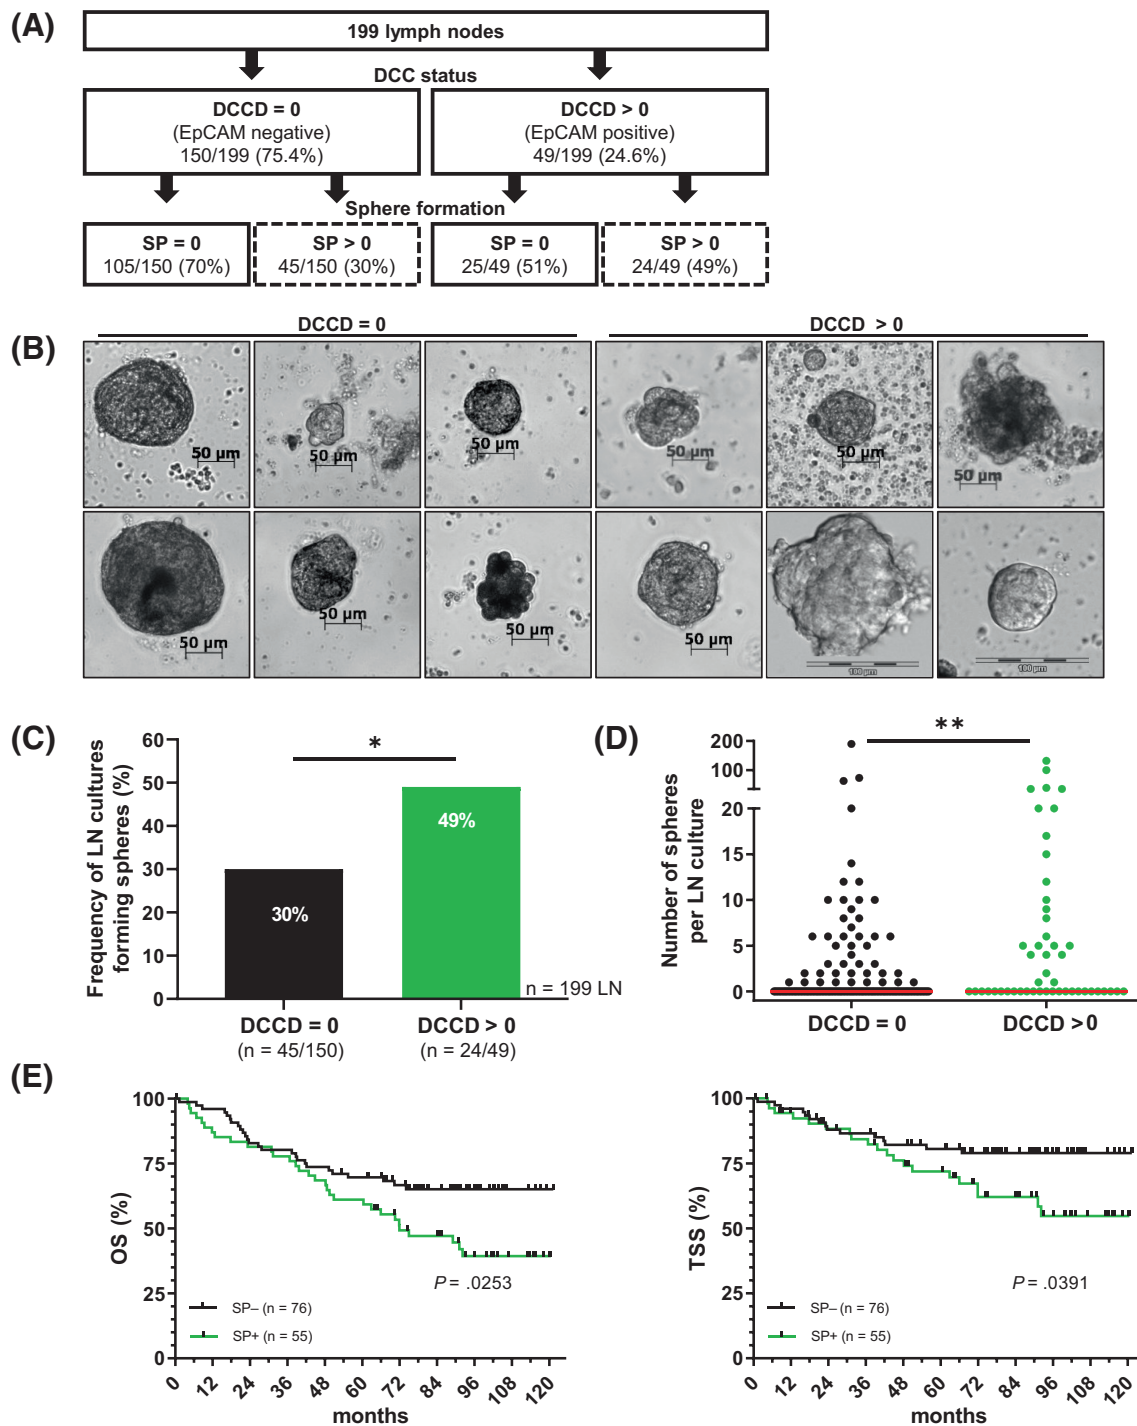 (A)
199 lymph nodes
DCC status
DCCD = 0
(EpCAM negative)
150/199 (75.4%)
DCCD > 0
(EpCAM positive)
49/199 (24.6%)
Sphere formation
SP = 0
105/150 (70%)
SP > 0
45/150 (30%)
SP = 0
25/49 (51%)
SP > 0
24/49 (49%)
(B)
DCCD = 0
DCCD > 0
50 µm
50 µm
50 µm
50 µm
50 µm
50 µm
50 µm
50 µm
50 µm
50 µm
100 µm
100 µm
(C)
Frequency of LN cultures
forming spheres (%)
60
50
40
30
20
10
0
*
30%
49%
n = 199 LN
DCCD = 0
(n = 45/150)
DCCD > 0
(n = 24/49)
(D)
Number of spheres
per LN culture
200
100
20
15
10
5
0
**
DCCD = 0
DCCD > 0
(E)
OS (%)
100
75
50
25
0
P = .0253
SP– (n = 76)
SP+ (n = 55)
0 12 24 36 48 60 72 84 96 108 120
months
TSS (%)
100
75
50
25
0
P = .0391
SP– (n = 76)
SP+ (n = 55)
0 12 24 36 48 60 72 84 96 108 120
months